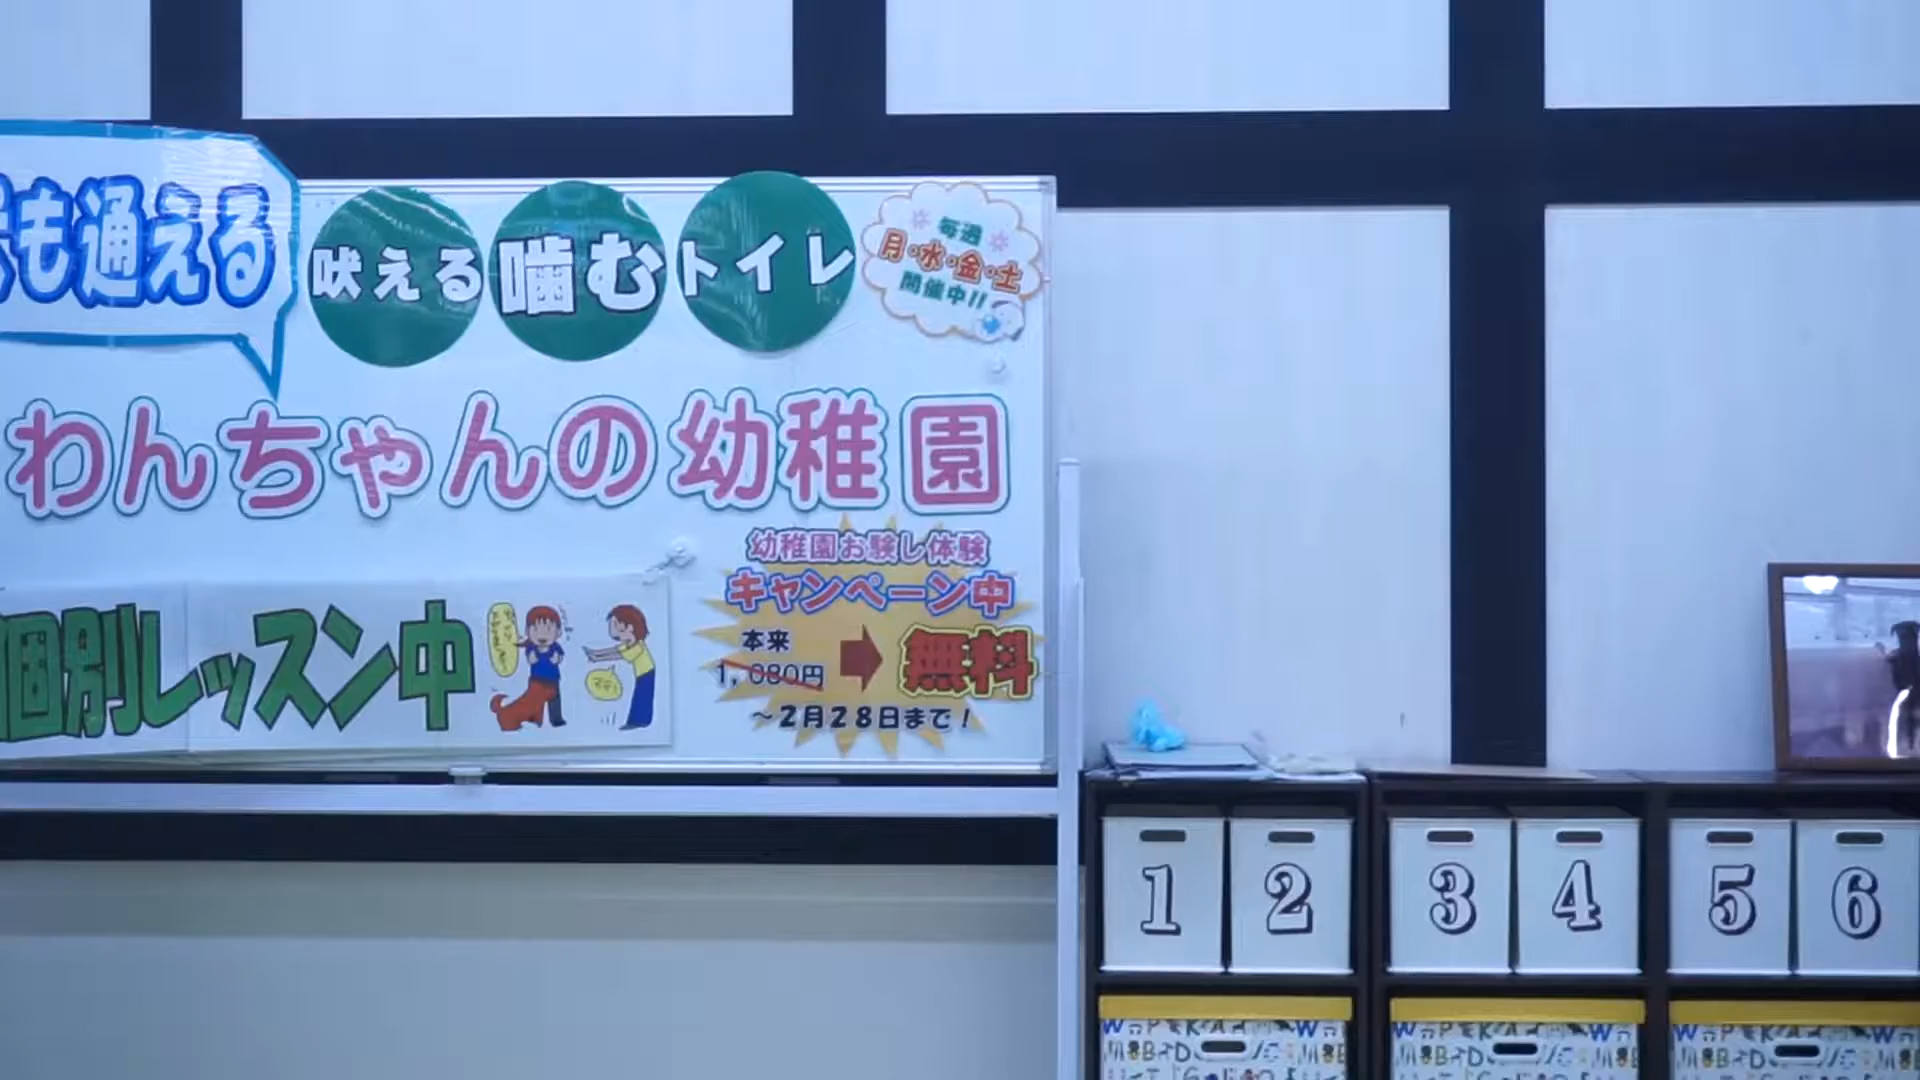 も通える
吠える 噛む トイレ
毎週
月・水・金・土
開催中!!
わんちゃんの幼稚園
個別レッスン中
幼稚園お験し体験
キャンペーン中
本来
1,080円
無料
～2月28日まで！
1 2 3 4 5 6